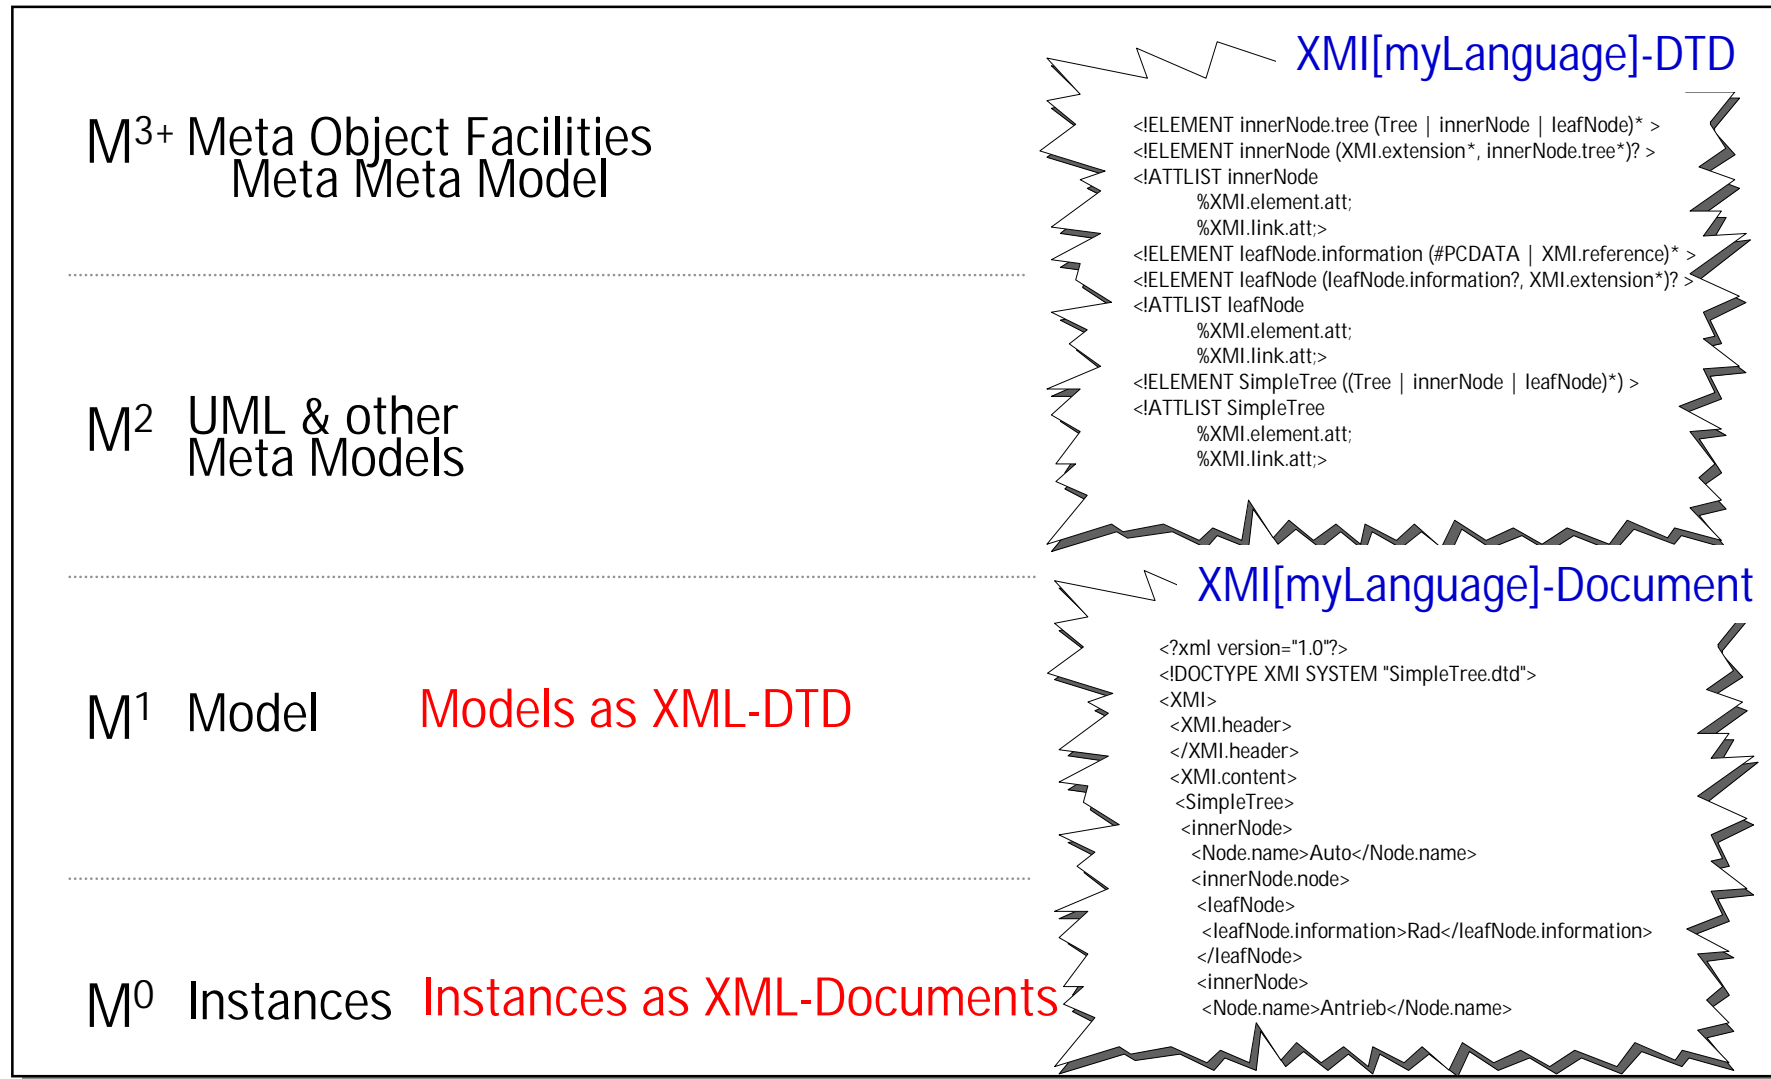 M3+ Meta Object Facilities
Meta Meta Model
M2 UML & other
Meta Models
M1 Model
Models as XML-DTD
M0 Instances
Instances as XML-Documents
XMI[myLanguage]-DTD
<!ELEMENT innerNode.tree (Tree | innerNode | leafNode)* >
<!ELEMENT innerNode (XMI.extension*, innerNode.tree*)? >
<!ATTLIST innerNode
%XMI.element.att;
%XMI.link.att;>
<!ELEMENT leafNode.information (#PCDATA | XMI.reference)* >
<!ELEMENT leafNode (leafNode.information?, XMI.extension*)? >
<!ATTLIST leafNode
%XMI.element.att;
%XMI.link.att;>
<!ELEMENT SimpleTree ((Tree | innerNode | leafNode)*) >
<!ATTLIST SimpleTree
%XMI.element.att;
%XMI.link.att;>
XMI[myLanguage]-Document
<?xml version="1.0"?>
<!DOCTYPE XMI SYSTEM "SimpleTree.dtd">
<XMI>
<XMI.header>
</XMI.header>
<XMI.content>
<SimpleTree>
<innerNode>
<Node.name>Auto</Node.name>
<innerNode.node>
<leafNode>
<leafNode.information>Rad</leafNode.information>
</leafNode>
<innerNode>
<Node.name>Antrieb</Node.name>